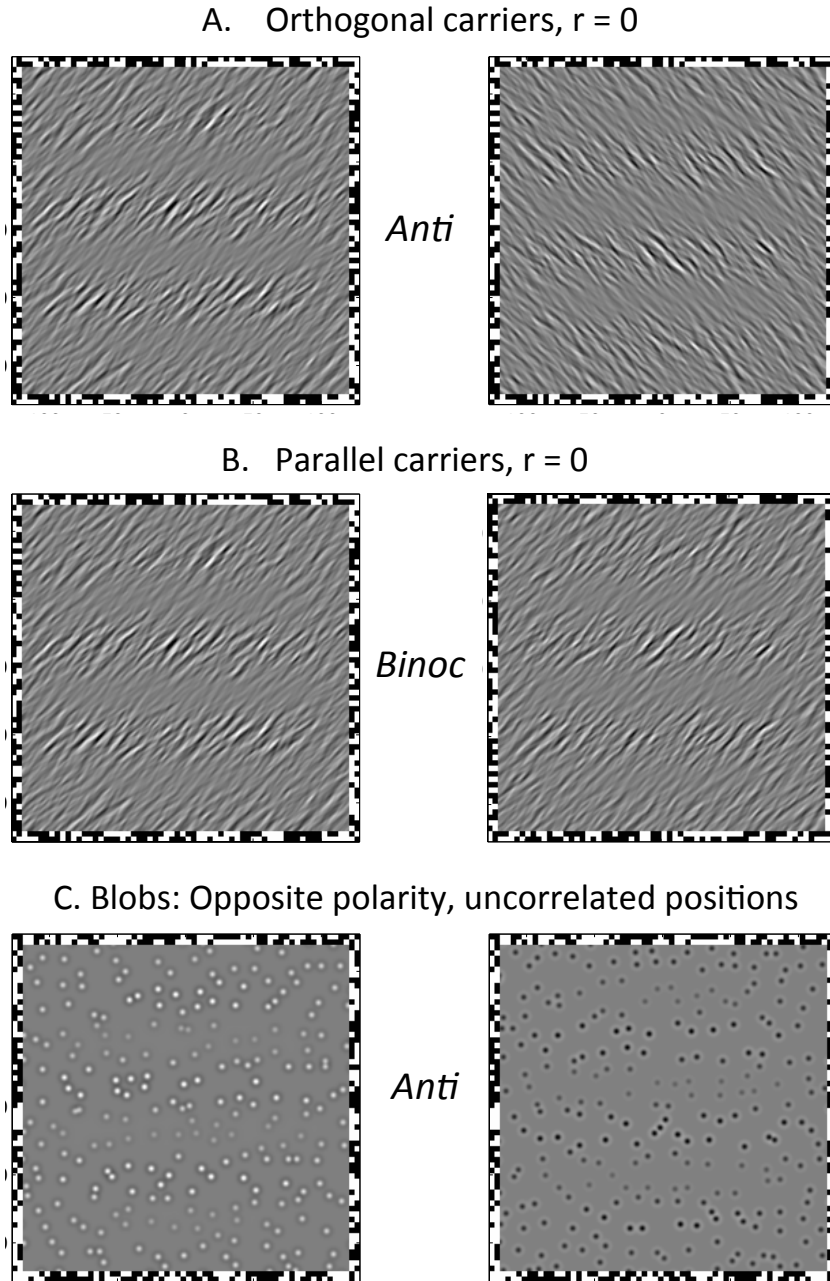 A. Orthogonal carriers, r = 0
Anti
B. Parallel carriers, r = 0
Binoc
C. Blobs: Opposite polarity, uncorrelated positions
Anti